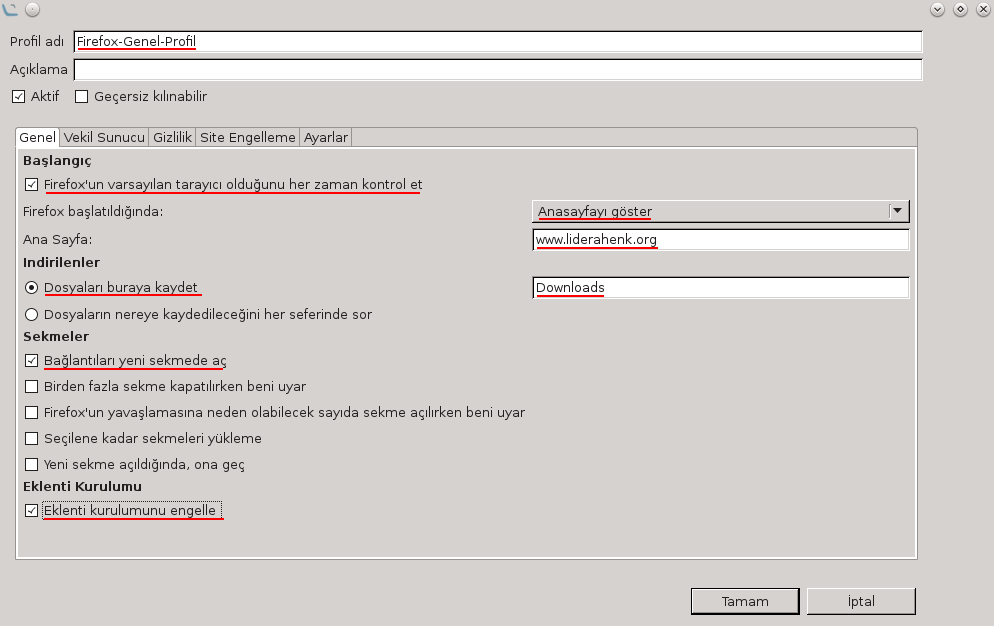 Profil adı Firefox-Genel-Profil
Açıklama
Aktif Geçersiz kılınabilir
Genel Vekil Sunucu Gizlilik Site Engelleme Ayarlar
Başlangıç
Firefox'un varsayılan tarayıcı olduğunu her zaman kontrol et
Firefox başlatıldığında: Anasayfayı göster
Ana Sayfa: www.liderahenk.org
Indirilenler
Dosyaları buraya kaydet Downloads
Dosyaların nereye kaydedileceğini her seferinde sor
Sekmeler
Bağlantıları yeni sekmede aç
Birden fazla sekme kapatılırken beni uyar
Firefox'un yavaşlamasına neden olabilecek sayıda sekme açılırken beni uyar
Seçilene kadar sekmeleri yükleme
Yeni sekme açıldığında, ona geç
Eklenti Kurulumu
Eklenti kurulumunu engelle
Tamam İptal